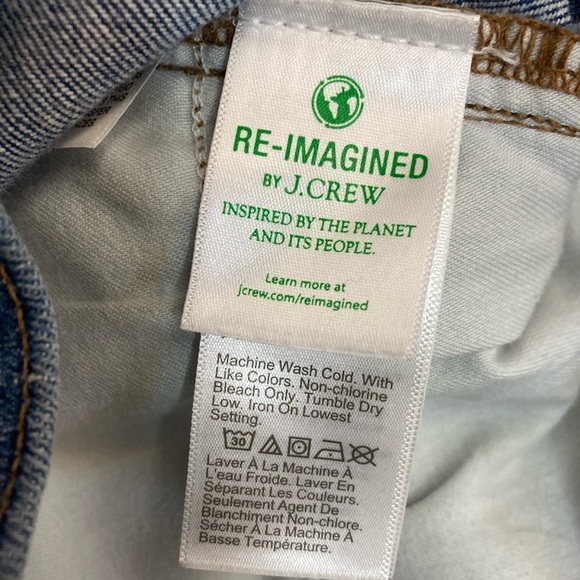 RE-IMAGINED
BY J.CREW
INSPIRED BY THE PLANET
AND ITS PEOPLE.
Learn more at
jcrew.com/reimagined
Machine Wash Cold. With
Like Colors. Non-chlorine
Bleach Only. Tumble Dry
Low. Iron On Lowest
Setting.
30
Laver À La Machine À
L'eau Froide. Laver En
Séparant Les Couleurs.
Seulement Agent De
Blanchiment Non-chlore.
Sécher À La Machine À
Basse Température.